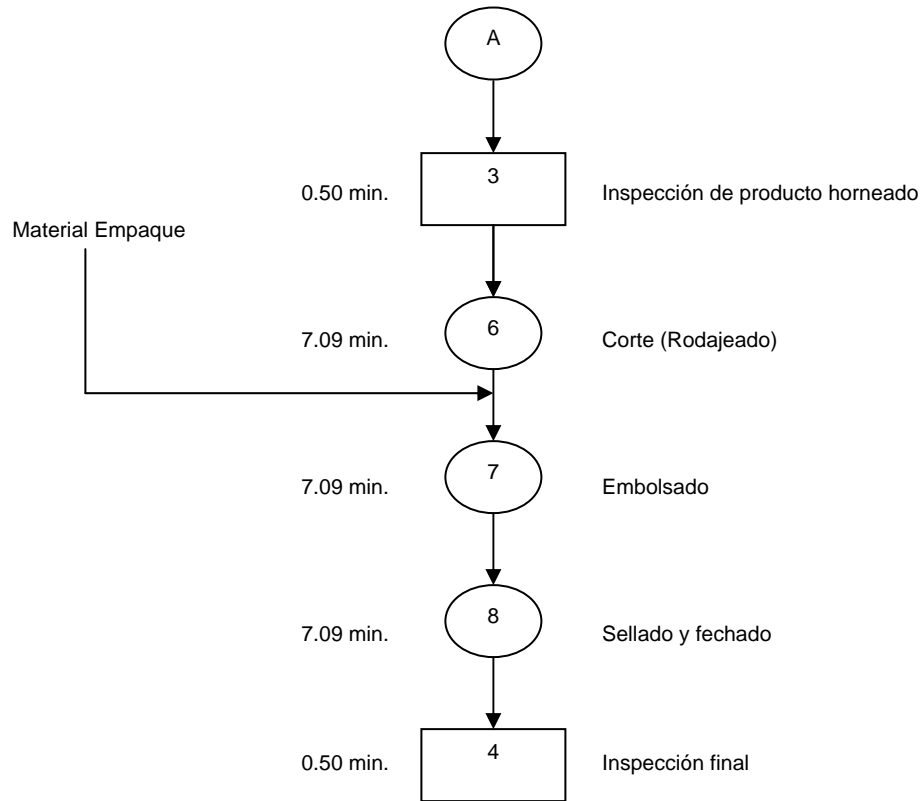 A
0.50 min.
3
Inspección de producto horneado
Material Empaque
7.09 min.
6
Corte (Rodajeado)
7.09 min.
7
Embolsado
7.09 min.
8
Sellado y fechado
0.50 min.
4
Inspección final